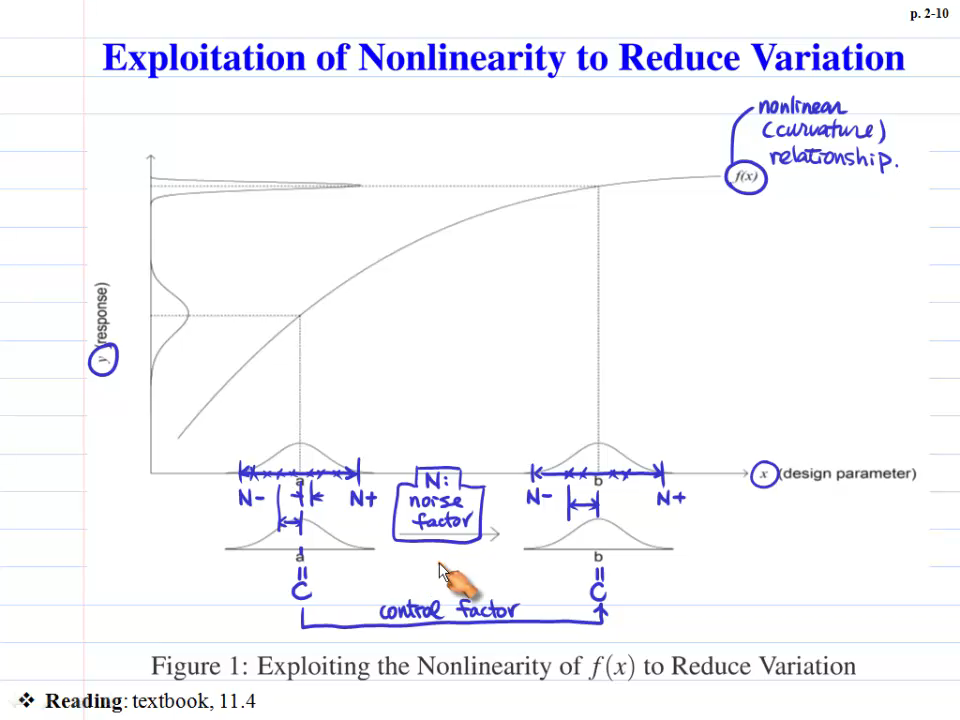 p. 2-10
Exploitation of Nonlinearity to Reduce Variation
nonlinear
(curvature)
relationship.
f(x)
y (response)
a
b
x (design parameter)
N- N+ N: N- N+
noise
factor
a
b
= C
= C
control factor
Figure 1: Exploiting the Nonlinearity of f(x) to Reduce Variation
❖ Reading: textbook, 11.4